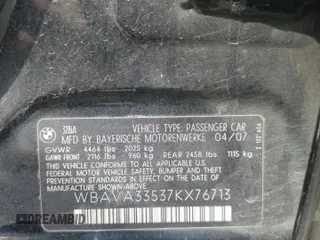 328i VEHICLE TYPE: PASSENGER CAR
MFD BY BAYERISCHE MOTORENWERKE 04/07
GVWR 4464 lbs 2025 kg
GAWR FRONT 2116 lbs 960 kg REAR 2458 lbs 1115 kg
THIS VEHICLE CONFORMS TO ALL APPLICABLE U.S.
FEDERAL MOTOR VEHICLE SAFETY, BUMPER, AND
THEFT PREVENTION STANDARDS IN EFFECT ON THE
DATE OF MANUFACTURE SHOWN ABOVE.
WBAVA33537KX76713
DREAMBID